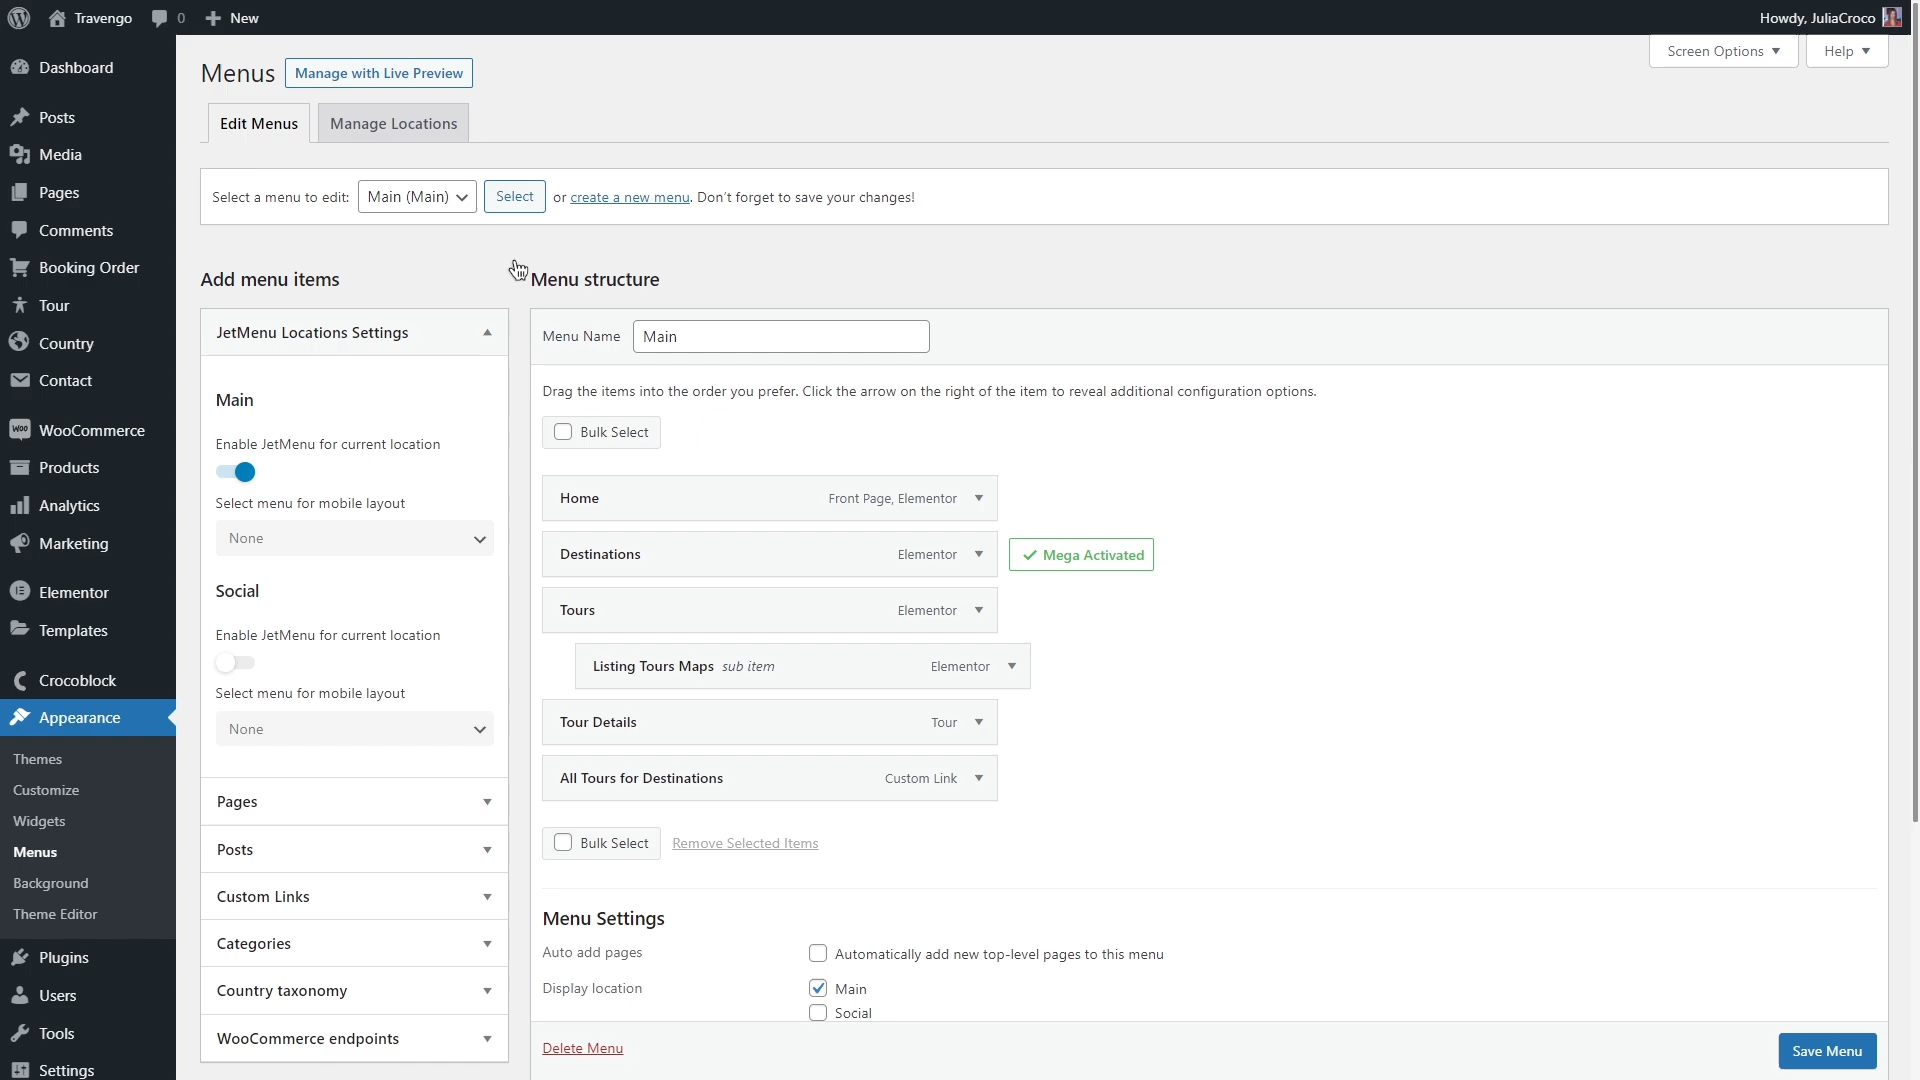 Travengo
0
New
Howdy, JuliaCroco
Screen Options
Help
Dashboard
Posts
Media
Pages
Comments
Booking Order
Tour
Country
Contact
WooCommerce
Products
Analytics
Marketing
Elementor
Templates
Crocoblock
Appearance
Themes
Customize
Widgets
Menus
Background
Theme Editor
Plugins
Users
Tools
Settings
Menus
Manage with Live Preview
Edit Menus
Manage Locations
Select a menu to edit: Main (Main) Select or create a new menu. Don't forget to save your changes!
Add menu items
JetMenu Locations Settings
Main
Enable JetMenu for current location
Select menu for mobile layout
None
Social
Enable JetMenu for current location
Select menu for mobile layout
None
Pages
Posts
Custom Links
Categories
Country taxonomy
WooCommerce endpoints
Menu structure
Menu Name Main
Drag the items into the order you prefer. Click the arrow on the right of the item to reveal additional configuration options.
Bulk Select
Home Front Page, Elementor
Destinations Elementor Mega Activated
Tours Elementor
Listing Tours Maps sub item Elementor
Tour Details Tour
All Tours for Destinations Custom Link
Bulk Select Remove Selected Items
Menu Settings
Auto add pages Automatically add new top-level pages to this menu
Display location Main
Social
Delete Menu
Save Menu